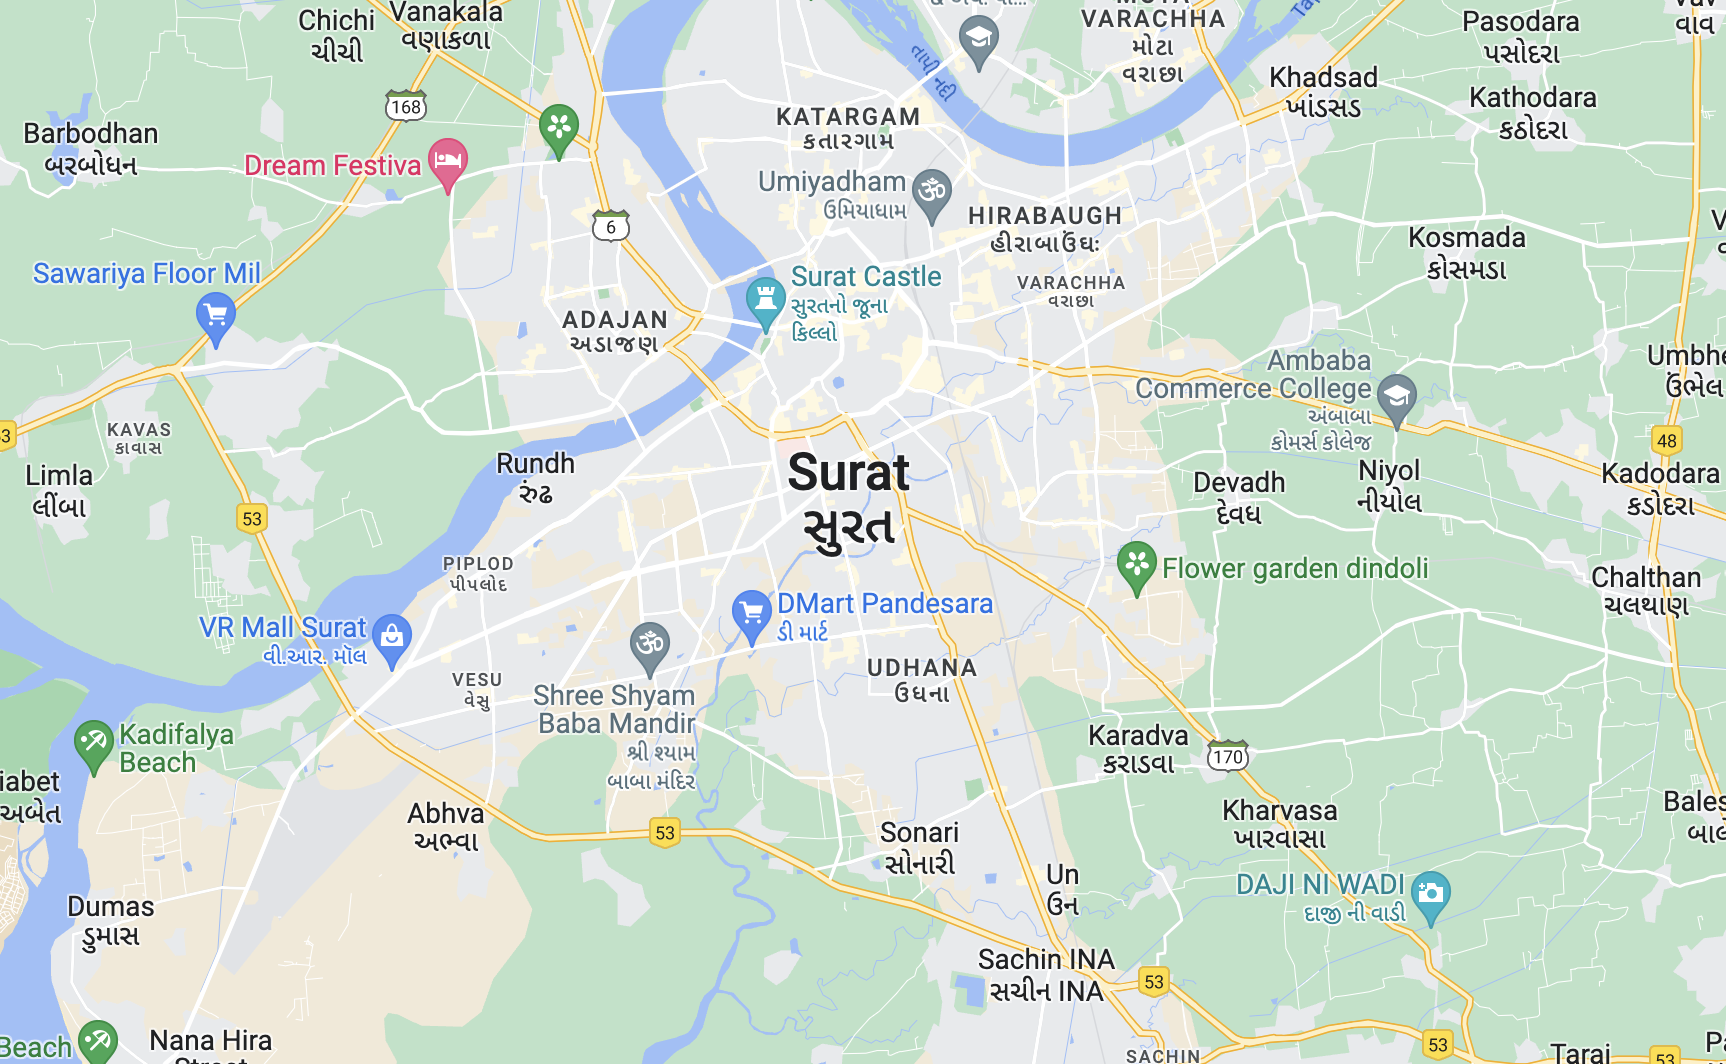 Chichi
ચીચી
Vanakala
વણાકળા
VARACHHA
મોટા
વરાછા
Pasodara
પસોદરા
વાવ
તાપી નદી
Khadsad
ખાંડસડ
Kathodara
કઠોદરા
168
KATARGAM
કતારગામ
Barbodhan
બરબોધન
Dream Festiva
Umiyadham
ઉમિયાધામ
HIRABAUGH
હીરાબાઉઘઃ
6
Kosmada
કોસમડા
Sawariya Floor Mil
Surat Castle
સુરતનો જૂના
કિલ્લો
VARACHHA
વરાછા
ADAJAN
અડાજણ
Ambaba
Commerce College
અંબાબા
કોમર્સ કોલેજ
Umbhe
ઉંભેલ
KAVAS
કાવાસ
48
Limla
લીંબા
Rundh
રુંઢ
Surat
સુરત
Devadh
દેવધ
Niyol
નીયોલ
Kadodara
કડોદરા
53
PIPLOD
પીપલોદ
Flower garden dindoli
Chalthan
ચલથાણ
VR Mall Surat
વી.આર. મૉલ
DMart Pandesara
ડી માર્ટ
UDHANA
ઉધના
VESU
વેસુ
Shree Shyam
Baba Mandir
શ્રી શ્યામ
બાબા મંદિર
Kadifalya
Beach
Karadva
કરાડવા
170
iabet
અબેત
Abhva
અભ્વા
53
Kharvasa
ખારવાસા
Bales
બાલ
Sonari
સોનારી
Un
ઉન
DAJI NI WADI
દાજી ની વાડી
Dumas
ડુમાસ
Sachin INA
સચીન INA
53
Nana Hira
Beach
SACHIN
53
Taraj
53